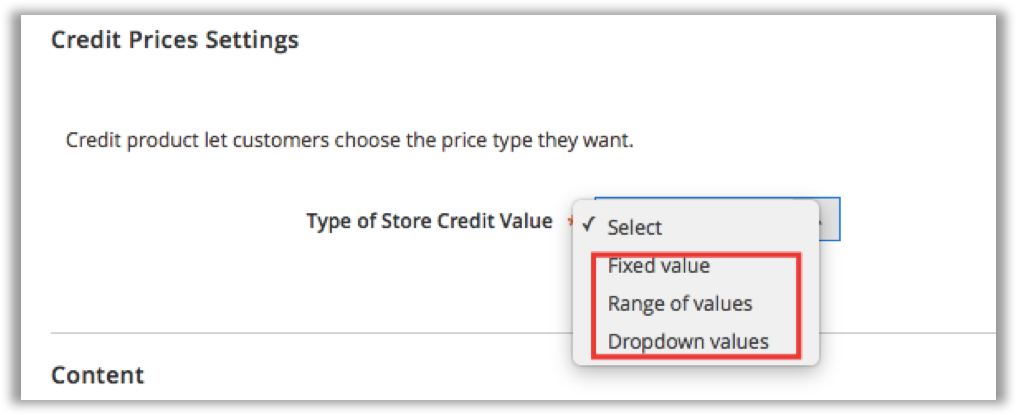 Credit Prices Settings
Credit product let customers choose the price type they want.
Type of Store Credit Value *
✓ Select
Fixed value
Range of values
Dropdown values
Content